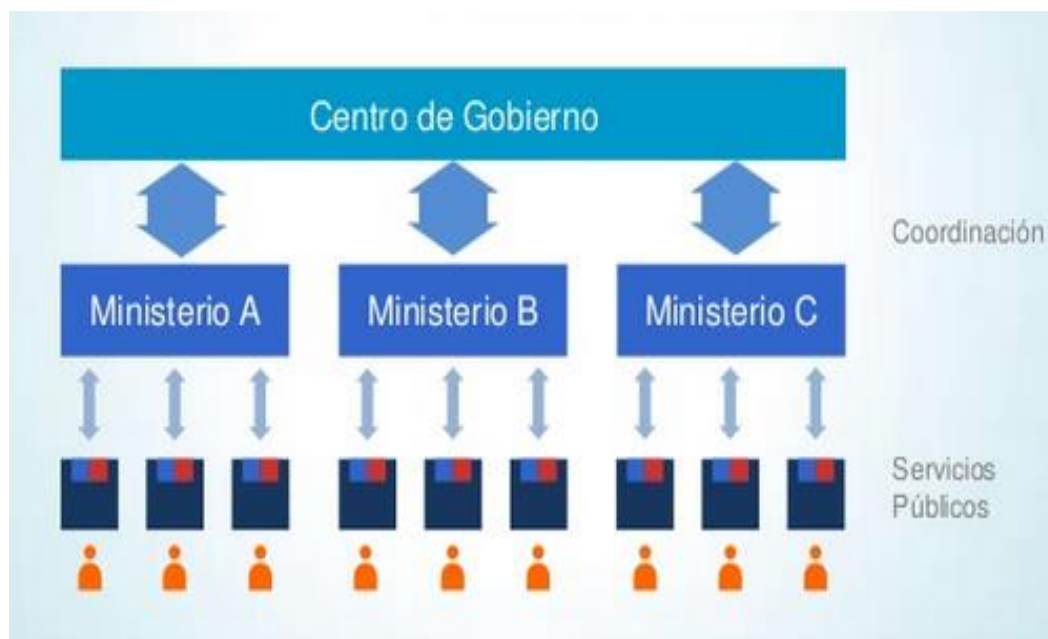 Centro de Gobierno
Coordinación
Ministerio A
Ministerio B
Ministerio C
Servicios
Públicos